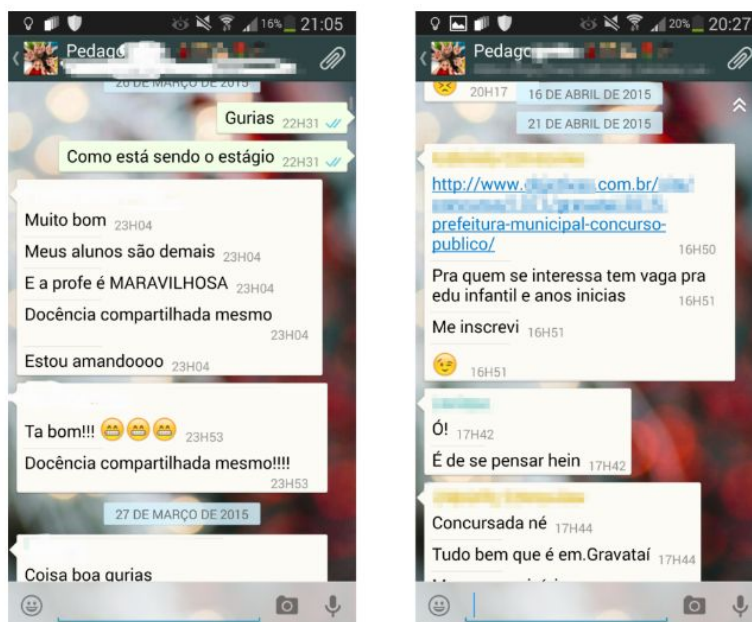 16% 21:05
Pedago
26 DE MARÇO DE 2015
Gurias 22H31
Como está sendo o estágio 22H31
Muito bom 23H04
Meus alunos são demais 23H04
E a profe é MARAVILHOSA 23H04
Docência compartilhada mesmo
23H04
Estou amandoooo 23H04
Ta bom!!! 😁😁😁 23H53
Docência compartilhada mesmo!!!!
23H53
27 DE MARÇO DE 2015
Coisa boa gurias
20% 20:27
Pedago
20H17
16 DE ABRIL DE 2015
21 DE ABRIL DE 2015
http://www. .com.br/
prefeitura-municipal-concurso-
publico/
16H50
Pra quem se interessa tem vaga pra
edu infantil e anos inicias 16H51
Me inscrevi 16H51
😉 16H51
Ó! 17H42
É de se pensar hein 17H42
Concursada né 17H44
Tudo bem que é em.Gravataí 17H44